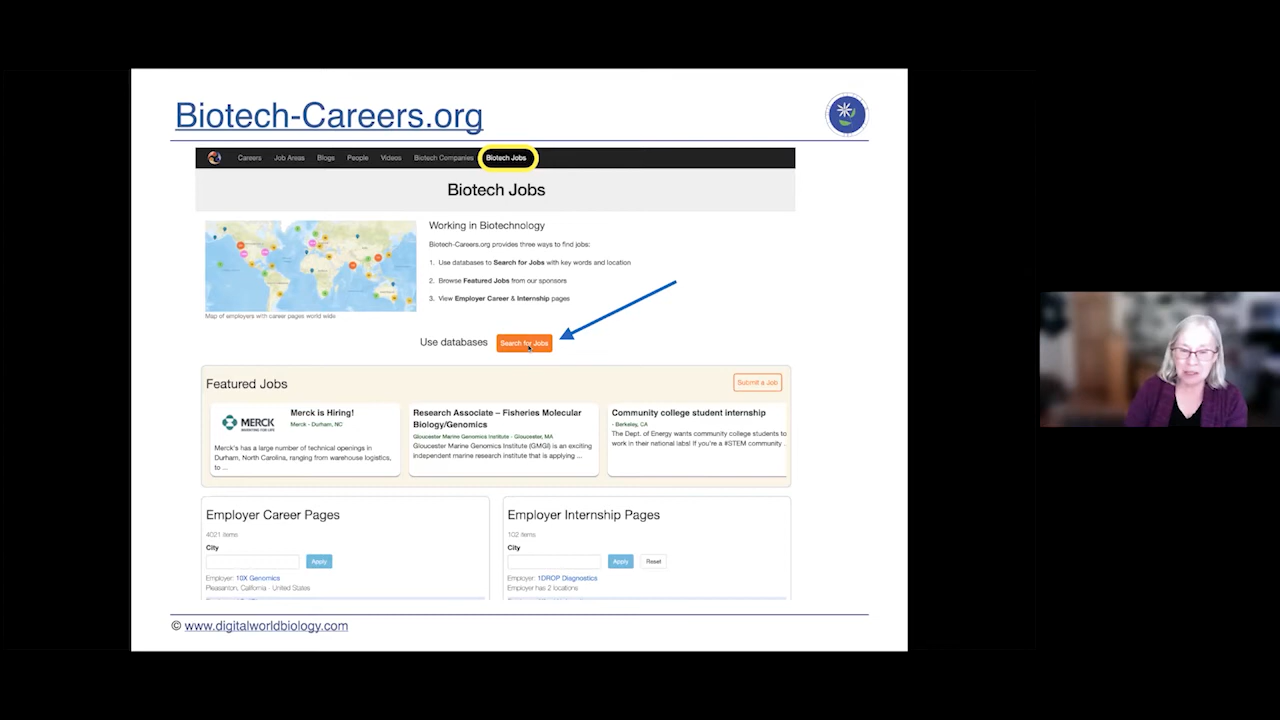 Biotech-Careers.org
Careers Job Areas Blogs People Videos Biotech Companies Biotech Jobs
Biotech Jobs
Working in Biotechnology
Biotech-Careers.org provides three ways to find jobs:
1. Use databases to Search for Jobs with key words and location
2. Browse Featured Jobs from our sponsors
3. View Employer Career & Internship pages
Map of employers with career pages world wide
Use databases Search for Jobs
Featured Jobs
Submit a Job
MERCK
Merck is Hiring!
Merck - Durham, NC
Merck's has a large number of technical openings in
Durham, North Carolina, ranging from warehouse logistics,
to ...
Research Associate – Fisheries Molecular
Biology/Genomics
Gloucester Marine Genomics Institute - Gloucester, MA
Gloucester Marine Genomics Institute (GMGI) is an exciting
independent marine research institute that is applying ...
Community college student internship
- Berkeley, CA
The Dept. of Energy wants community college students to
work in their national labs! If you're a #STEM community .
Employer Career Pages
4021 items
City
Apply
Employer: 10X Genomics
Pleasanton, California - United States
Employer Internship Pages
102 items
City
Apply Reset
Employer: 1DROP Diagnostics
Employer has 2 locations
© www.digitalworldbiology.com